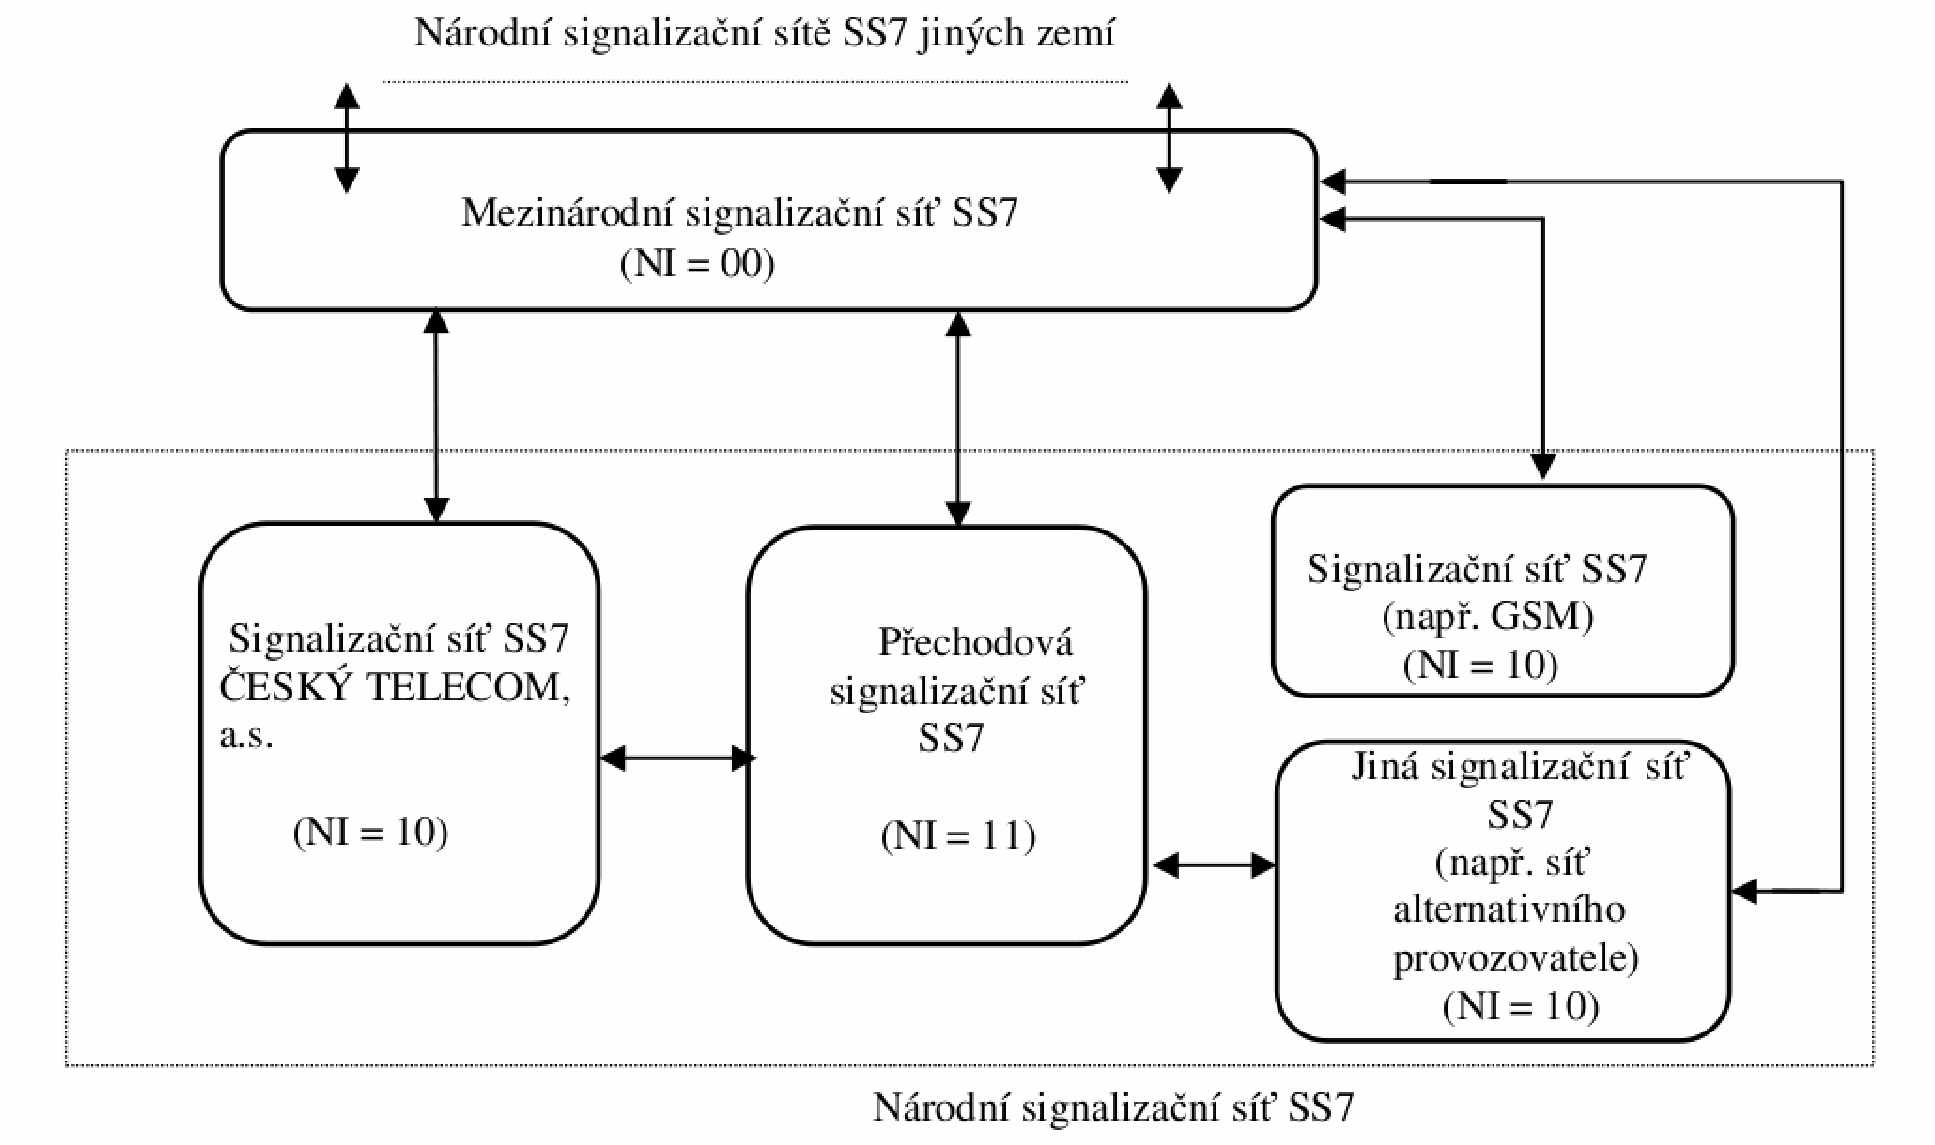 Národní signalizační sítě SS7 jiných zemí
Mezinárodní signalizační síť SS7
(NI = 00)
Signalizační síť SS7
ČESKÝ TELECOM,
a.s.
(NI = 10)
Přechodová
signalizační síť
SS7
(NI = 11)
Signalizační síť SS7
(např. GSM)
(NI = 10)
Jiná signalizační síť
SS7
(např. síť
alternativního
provozovatele)
(NI = 10)
Národní signalizační síť SS7